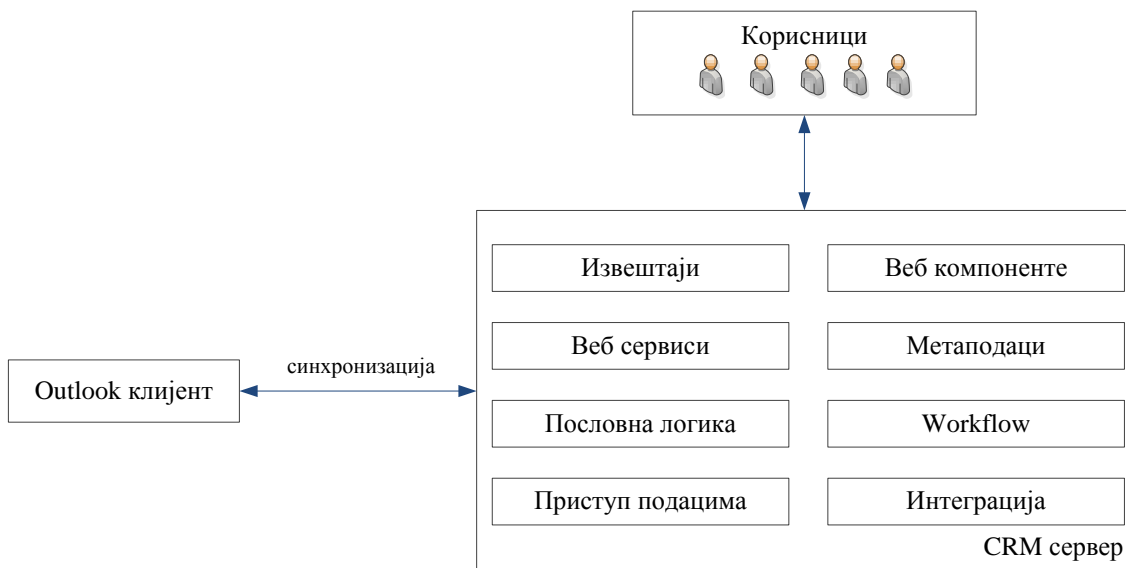 Корисници
Извештаји
Веб компоненте
Веб сервиси
Метаподаци
синхронизација
Outlook клијент
Пословна логика
Workflow
Приступ подацима
Интеграција
CRM сервер